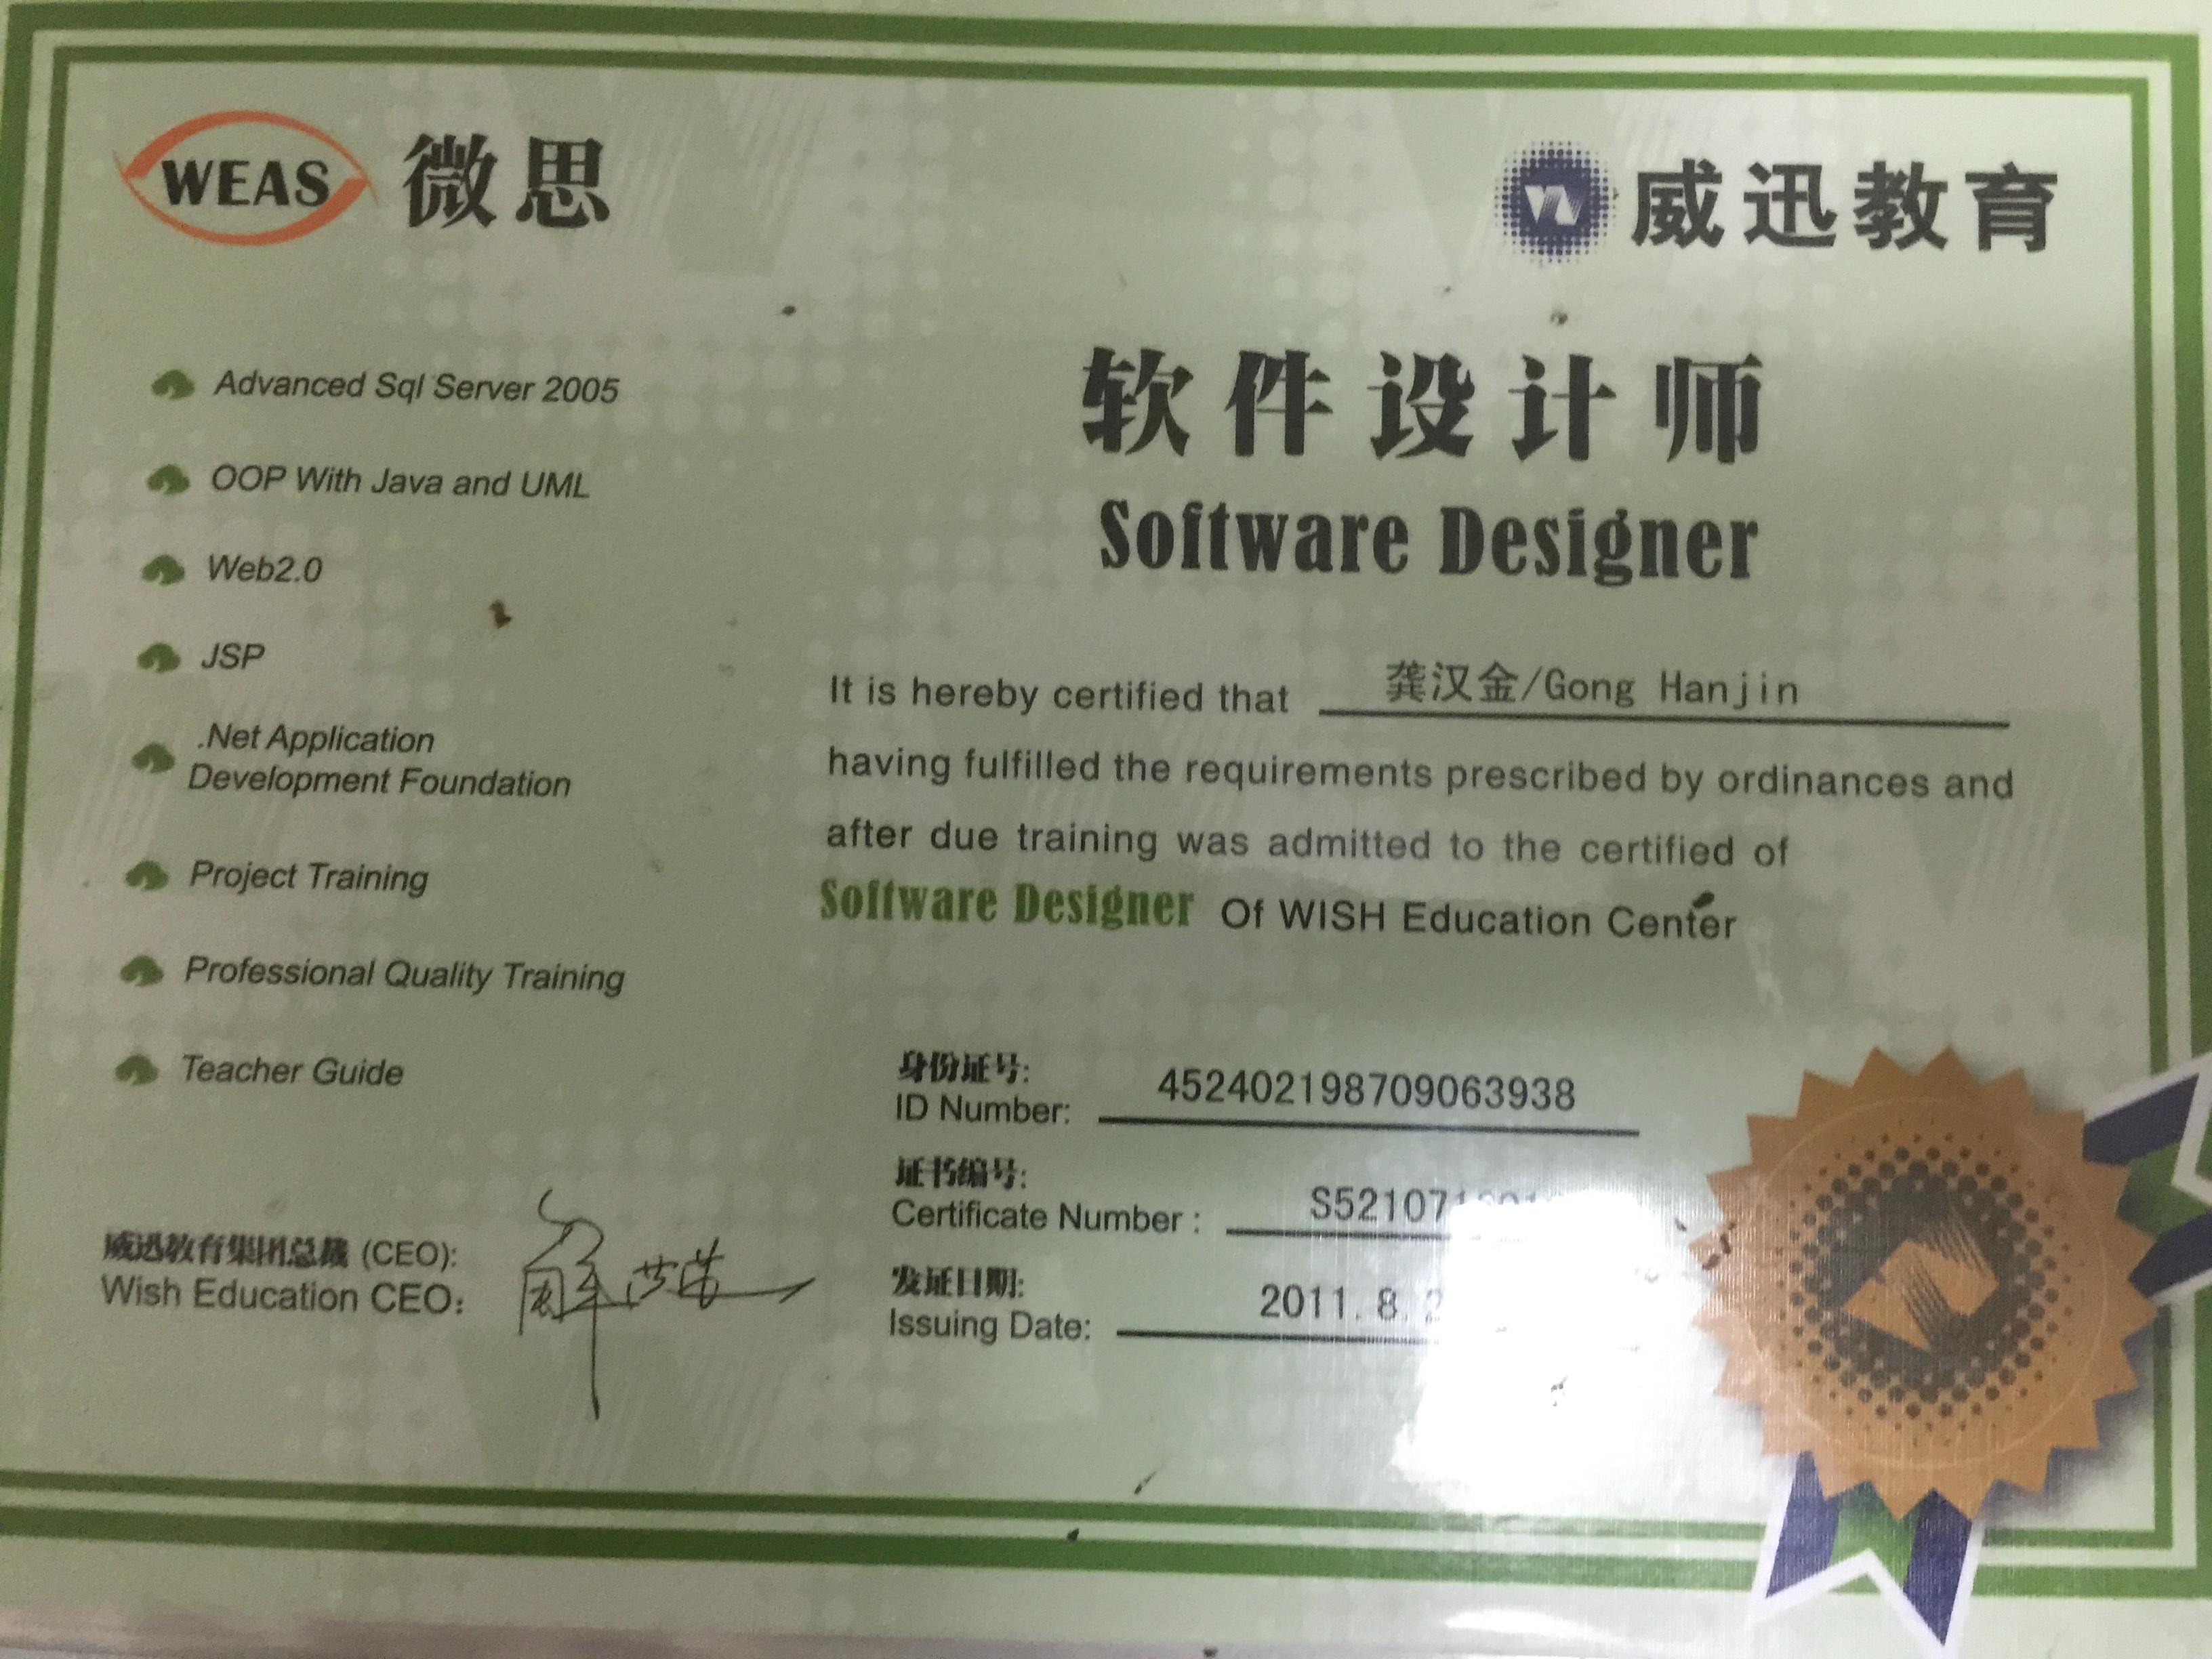 WEAS 微思
威迅教育
Advanced Sql Server 2005
OOP With Java and UML
Web2.0
JSP
.Net Application
Development Foundation
Project Training
Professional Quality Training
Teacher Guide
威迅教育集团总裁 (CEO):
Wish Education CEO:
软件设计师
Software Designer
It is hereby certified that 龚汉金/Gong Hanjin
having fulfilled the requirements prescribed by ordinances and
after due training was admitted to the certified of
Software Designer Of WISH Education Center
身份证号:
ID Number: 452402198709063938
证书编号:
Certificate Number :
发证日期:
Issuing Date: 2011.8.